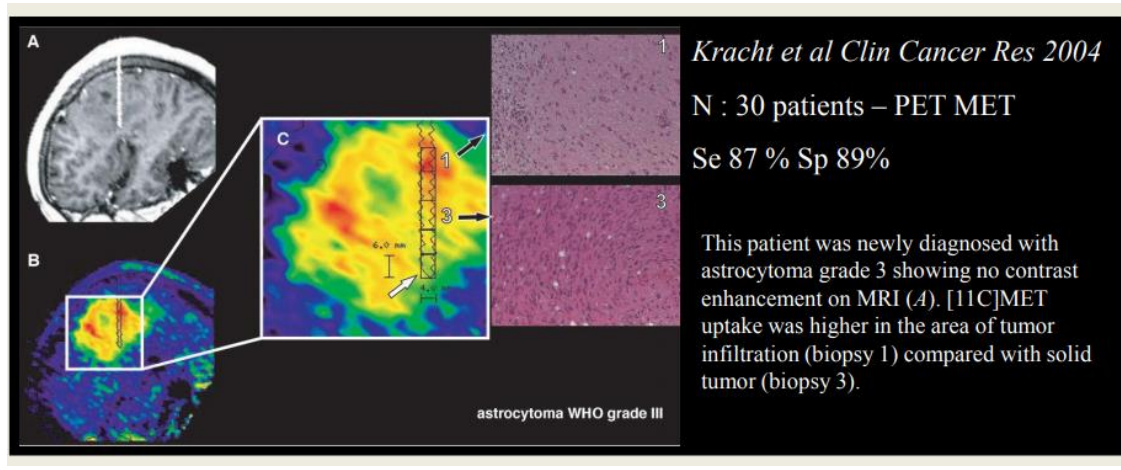 A
B
C
1
3
6.0 mm
1
3
astrocytoma WHO grade III
Kracht et al Clin Cancer Res 2004
N : 30 patients – PET MET
Se 87 % Sp 89%
This patient was newly diagnosed with
astrocytoma grade 3 showing no contrast
enhancement on MRI (A). [11C]MET
uptake was higher in the area of tumor
infiltration (biopsy 1) compared with solid
tumor (biopsy 3).